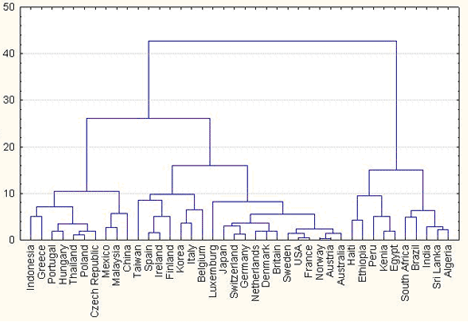 50
40
30
20
10
0
Indonesia
Greece
Portugal
Hungary
Thailand
Poland
Czech Republic
Mexico
Malaysia
China
Taiwan
Spain
Ireland
Finland
Korea
Italy
Belgium
Luxemburg
Japan
Switzerland
Germany
Netherlands
Denmark
Britain
Sweden
USA
France
Norway
Austria
Australia
Haiti
Ethiopia
Peru
Kenia
Egypt
South Africa
Brazil
India
Sri Lanka
Algeria